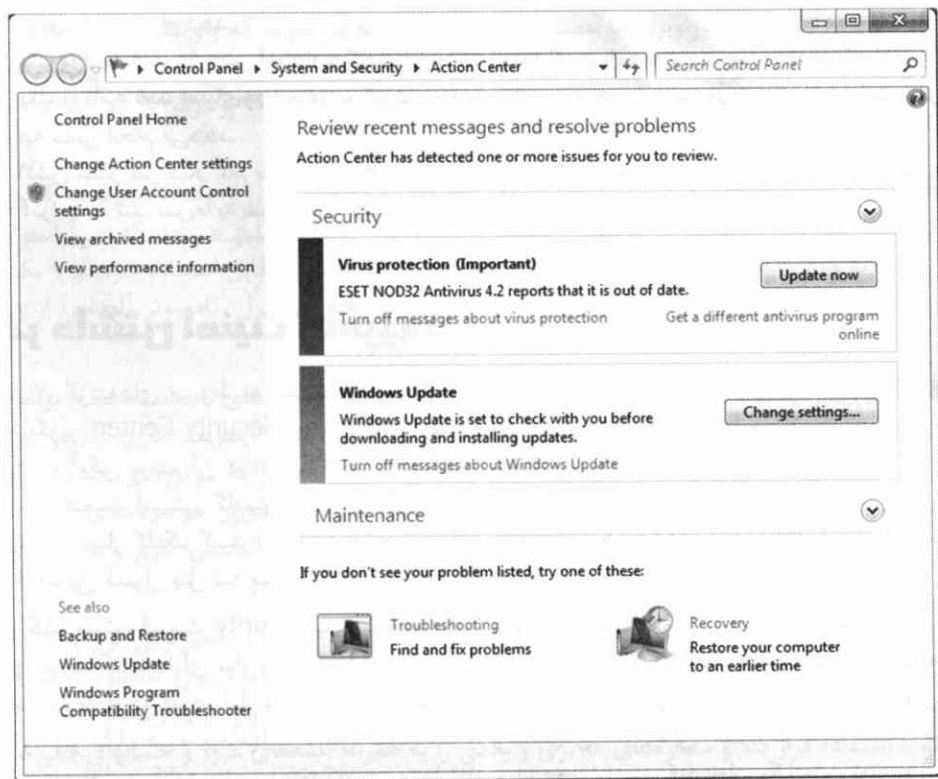 Control Panel ▸ System and Security ▸ Action Center
Search Control Panel
Control Panel Home
Change Action Center settings
Change User Account Control
settings
View archived messages
View performance information
See also
Backup and Restore
Windows Update
Windows Program
Compatibility Troubleshooter
Review recent messages and resolve problems
Action Center has detected one or more issues for you to review.
Security
Virus protection (Important)
ESET NOD32 Antivirus 4.2 reports that it is out of date.
Update now
Turn off messages about virus protection
Get a different antivirus program
online
Windows Update
Windows Update is set to check with you before
downloading and installing updates.
Change settings...
Turn off messages about Windows Update
Maintenance
If you don't see your problem listed, try one of these:
Troubleshooting
Find and fix problems
Recovery
Restore your computer
to an earlier time